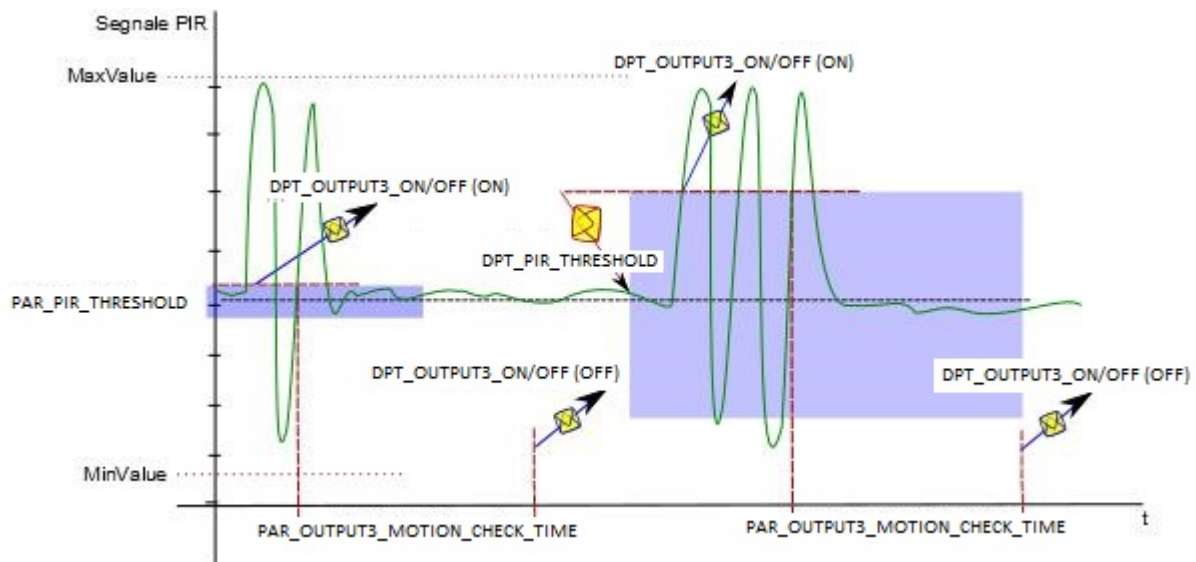 Segnale PIR
MaxValue
DPT_OUTPUT3_ON/OFF (ON)
DPT_OUTPUT3_ON/OFF (ON)
DPT_PIR_THRESHOLD
PAR_PIR_THRESHOLD
DPT_OUTPUT3_ON/OFF (OFF)
DPT_OUTPUT3_ON/OFF (OFF)
MinValue
t
PAR_OUTPUT3_MOTION_CHECK_TIME
PAR_OUTPUT3_MOTION_CHECK_TIME